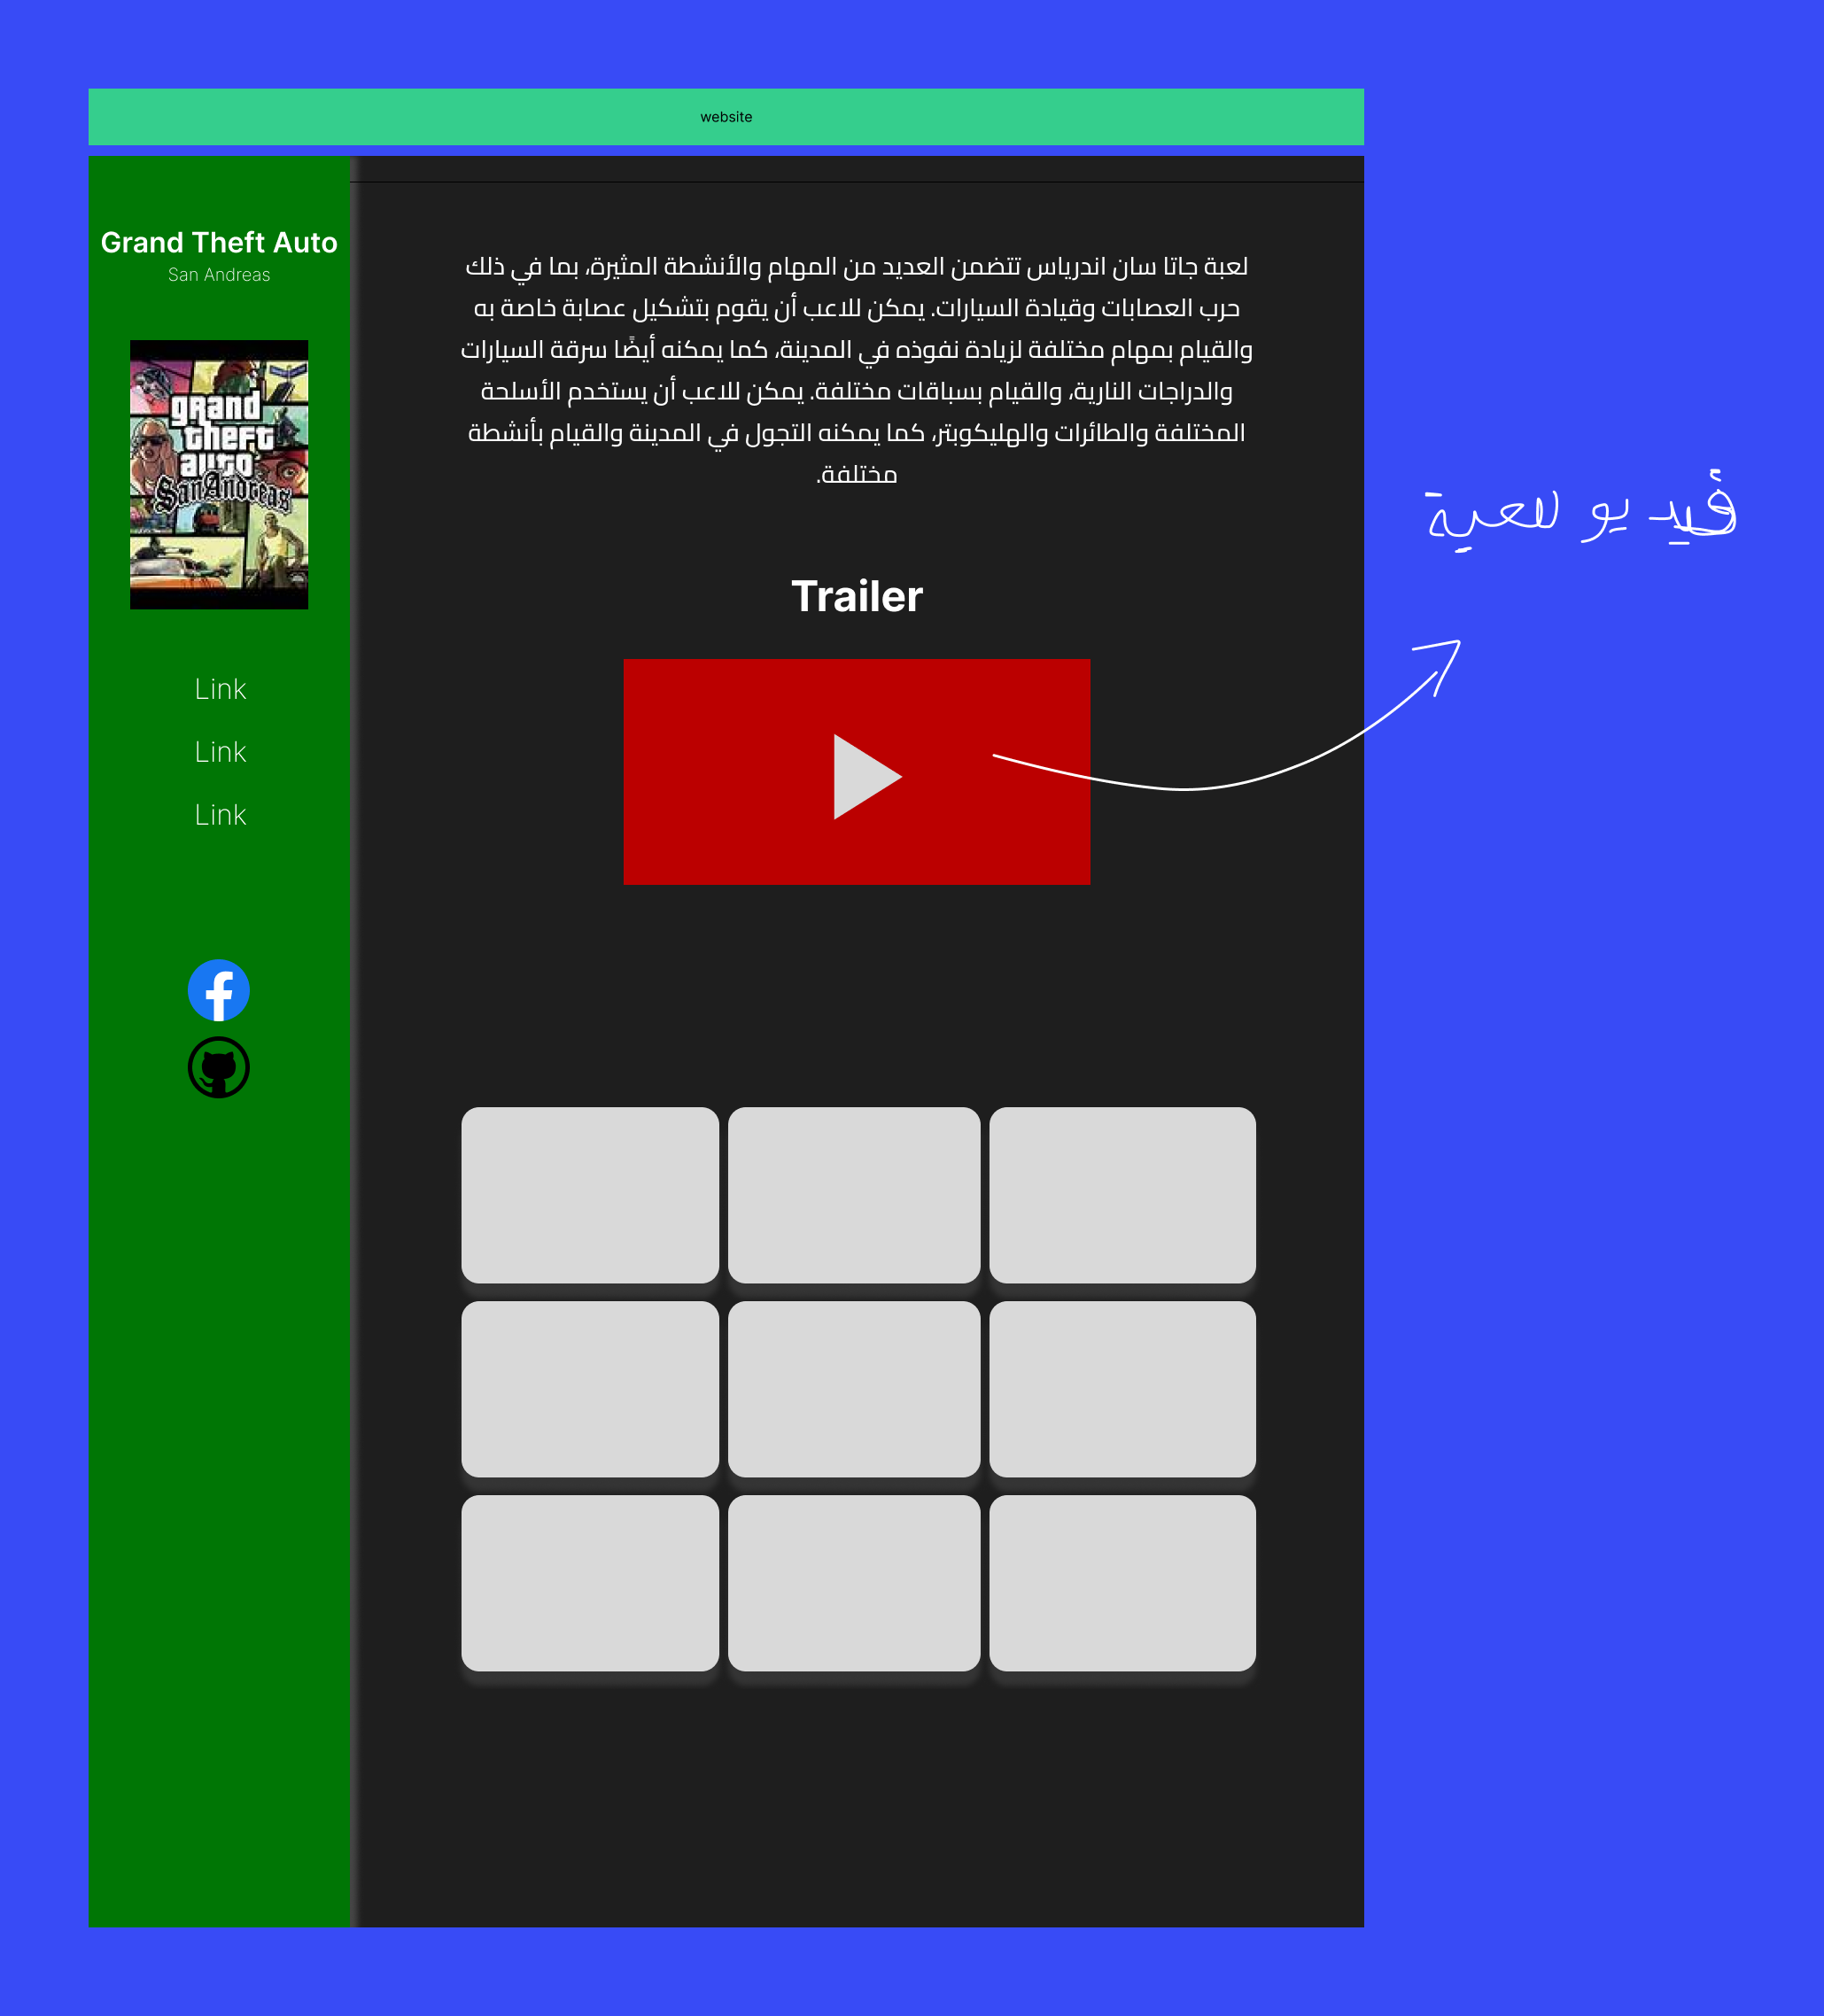 website
Grand Theft Auto
San Andreas
grand
theft
auto
San Andreas
Link
Link
Link
لعبة جاتا سان اندرياس تتضمن العديد من المهام والأنشطة المثيرة، بما في ذلك
حرب العصابات وقيادة السيارات. يمكن للاعب أن يقوم بتشكيل عصابة خاصة به
والقيام بمهام مختلفة لزيادة نفوذه في المدينة، كما يمكنه أيضًا سرقة السيارات
والدراجات النارية، والقيام بسباقات مختلفة. يمكن للاعب أن يستخدم الأسلحة
المختلفة والطائرات والهليكوبتر، كما يمكنه التجول في المدينة والقيام بأنشطة
مختلفة.
Trailer
فيديو للعبة